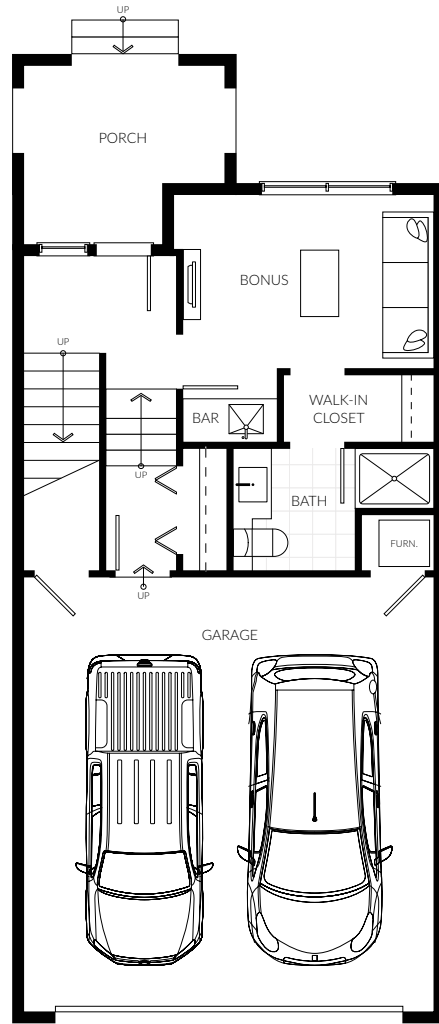 UP
PORCH
BONUS
UP
WALK-IN
CLOSET
BAR
UP
BATH
FURN.
UP
GARAGE